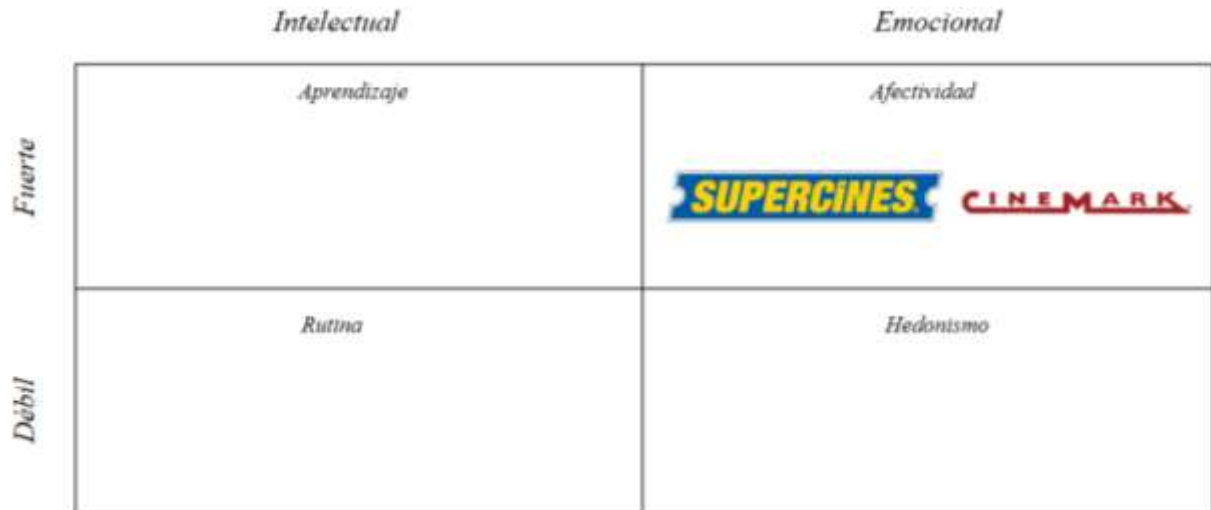 Intelectual Emocional
Fuerte
Aprendizaje Afectividad
SUPERCiNES CINEMARK
Débil
Rutina Hedonismo